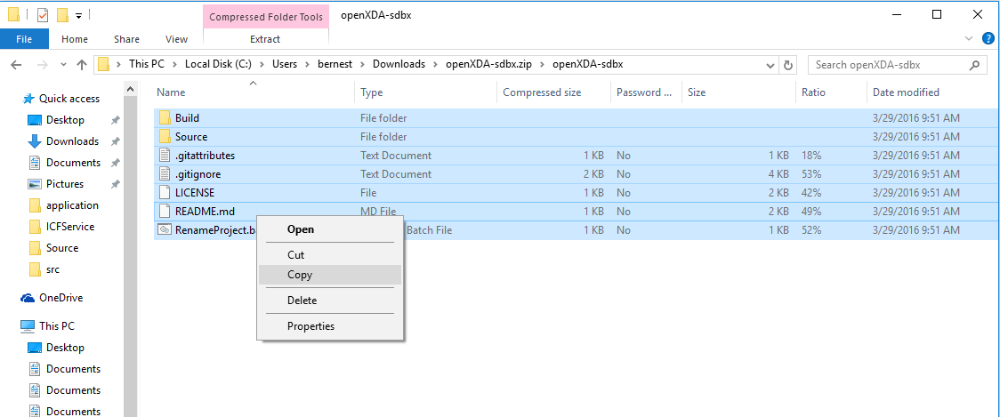 Compressed Folder Tools openXDA-sdbx
File Home Share View Extract
This PC Local Disk (C:) Users bernest Downloads openXDA-sdbx.zip openXDA-sdbx Search openXDA-sdbx
Name Type Compressed size Password ... Size Ratio Date modified
Quick access
Desktop
Downloads
Documents
Pictures
application
ICFService
Source
src
OneDrive
This PC
Desktop
Documents
Documents
Documents
Build File folder 3/29/2016 9:51 AM
Source File folder 3/29/2016 9:51 AM
.gitattributes Text Document 1 KB No 1 KB 18% 3/29/2016 9:51 AM
.gitignore Text Document 2 KB No 4 KB 53% 3/29/2016 9:51 AM
LICENSE File 1 KB No 2 KB 42% 3/29/2016 9:51 AM
README.md MD File 1 KB No 2 KB 49% 3/29/2016 9:51 AM
RenameProject.ba Batch File 1 KB No 1 KB 52% 3/29/2016 9:51 AM
Open
Cut
Copy
Delete
Properties